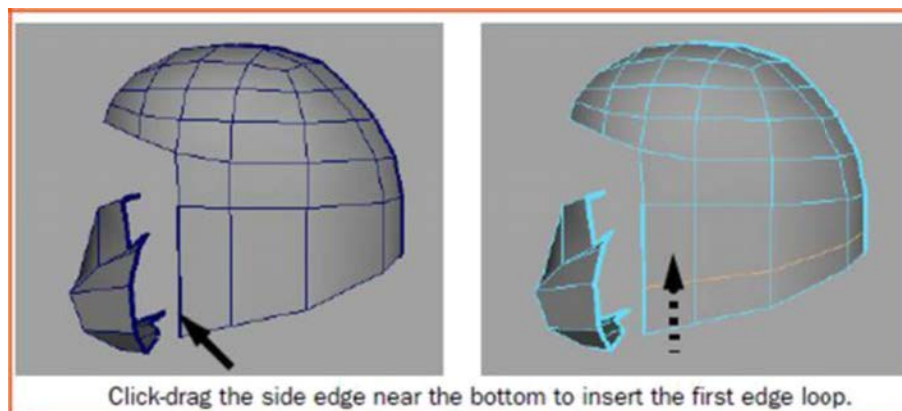 Click-drag the side edge near the bottom to insert the first edge loop.